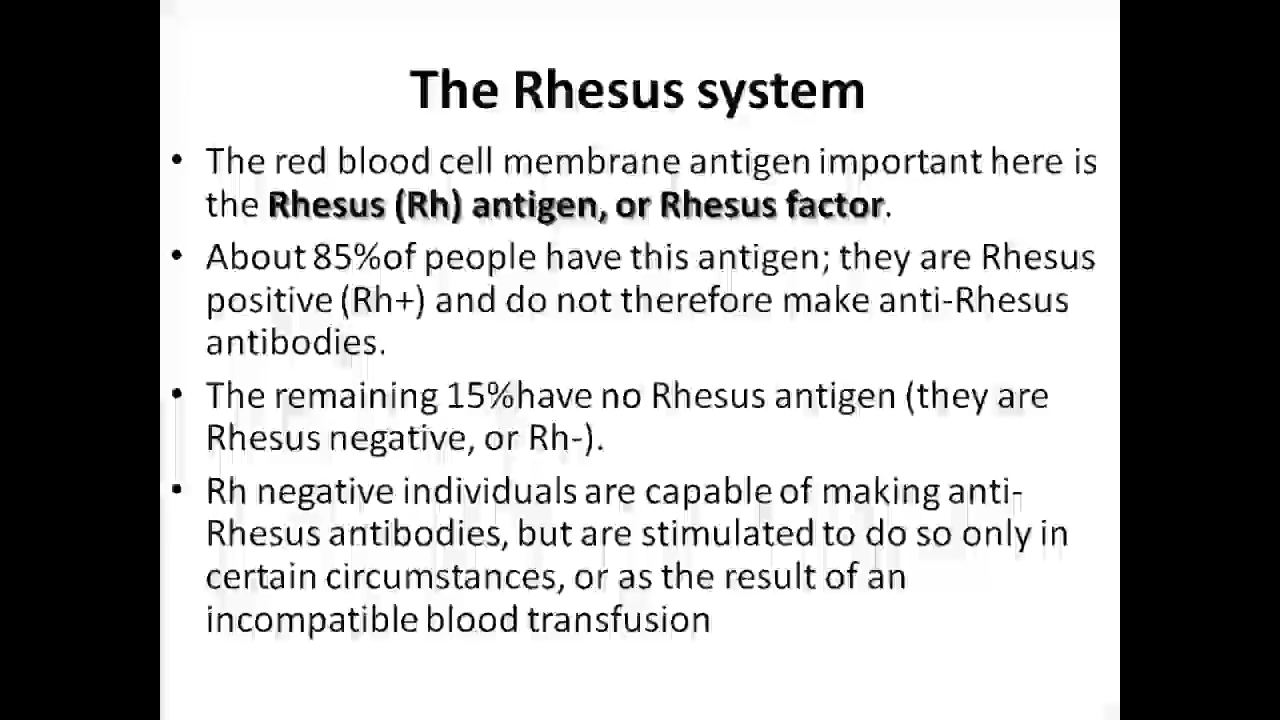 The Rhesus system
• The red blood cell membrane antigen important here is
the Rhesus (Rh) antigen, or Rhesus factor.
• About 85%of people have this antigen; they are Rhesus
positive (Rh+) and do not therefore make anti-Rhesus
antibodies.
• The remaining 15%have no Rhesus antigen (they are
Rhesus negative, or Rh-).
• Rh negative individuals are capable of making anti-
Rhesus antibodies, but are stimulated to do so only in
certain circumstances, or as the result of an
incompatible blood transfusion